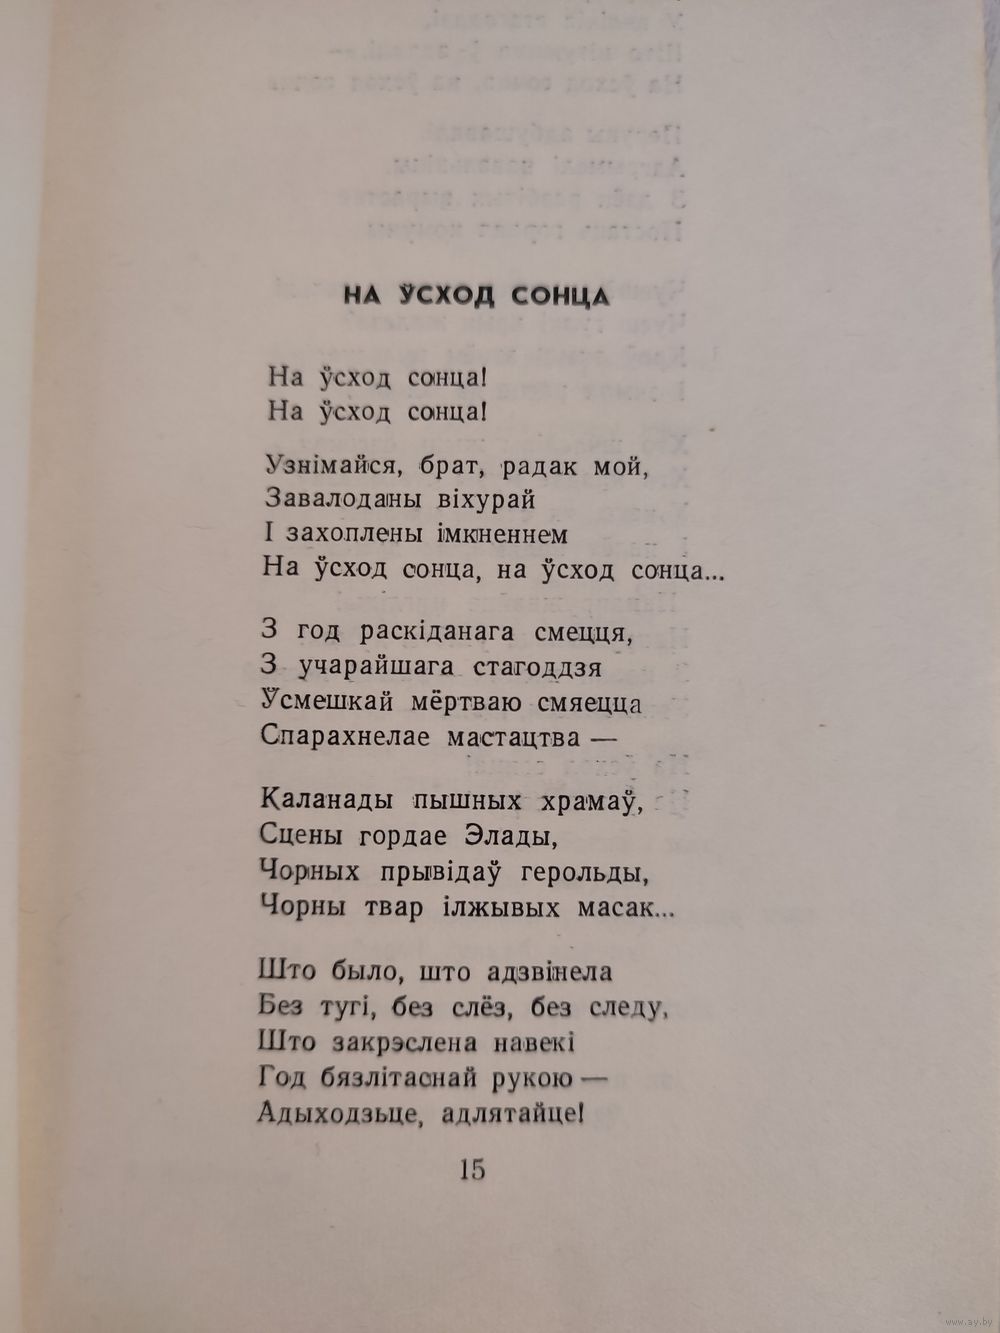 НА ЎСХОД СОНЦА
На ўсход сонца!
На ўсход сонца!
Узнімайся, брат, радак мой,
Завалоданы віхурай
І захоплены імкненнем
На ўсход сонца, на ўсход сонца...
З год раскіданага смецця,
З учарайшага стагоддзя
Ўсмешкай мёртваю смяецца
Спарахнелае мастацтва —
Каланады пышных храмаў,
Сцены гордае Элады,
Чорных прывідаў герольды,
Чорны твар ілжывых масак...
Што было, што адзвінела
Без тугі, без слёз, без следу,
Што закрэслена навекі
Год бязлітаснай рукою —
Адыходзьце, адлятайце!
15
www.ay.by